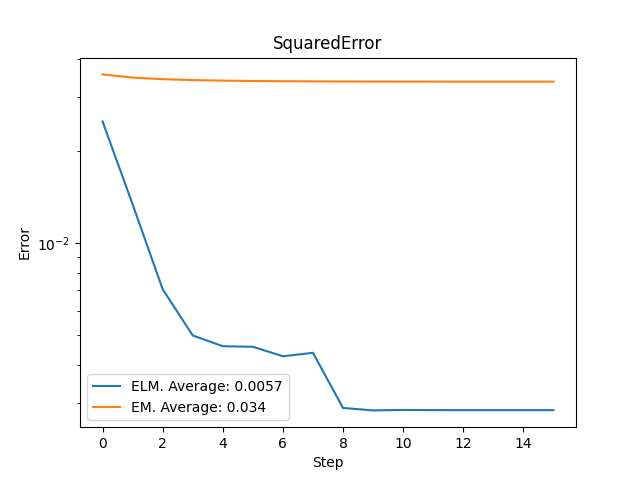 SquaredError
Error
10⁻²
ELM. Average: 0.0057
EM. Average: 0.034
0 2 4 6 8 10 12 14
Step